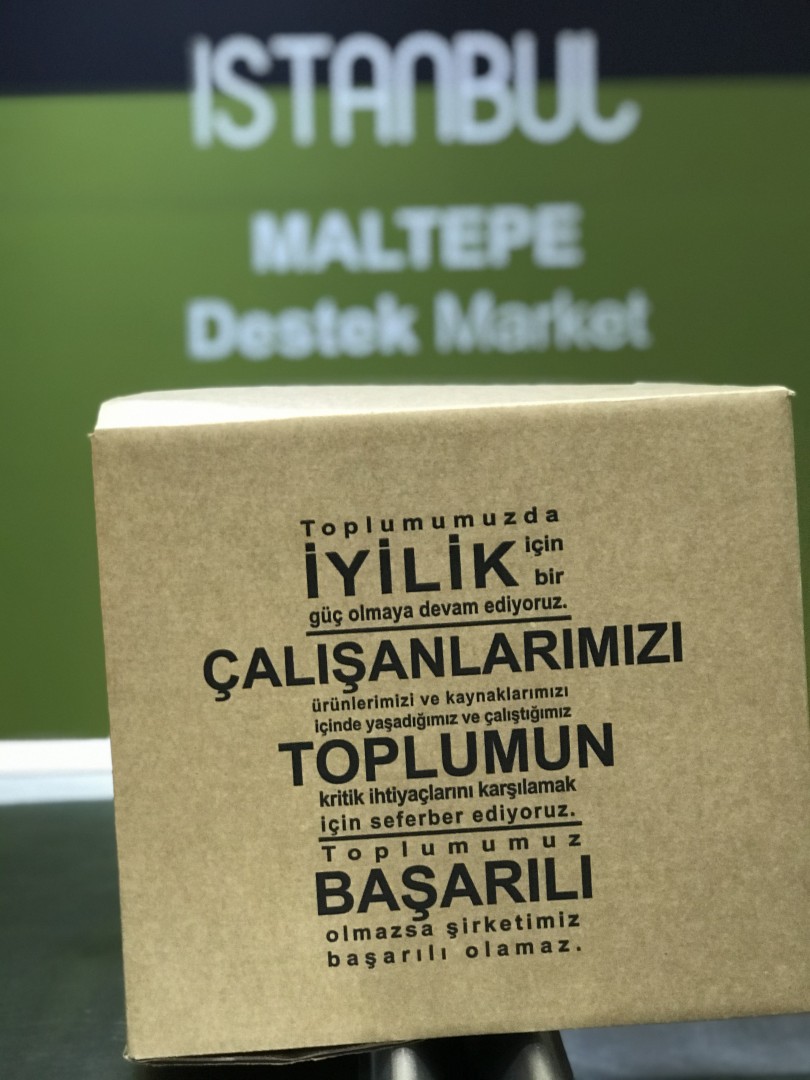 ISTANBUL
MALTEPE
Destek Market
Toplumumuzda
İYİLİK için
bir
güç olmaya devam ediyoruz.
ÇALIŞANLARIMIZI
ürünlerimizi ve kaynaklarımızı
içinde yaşadığımız ve çalıştığımız
TOPLUMUN
kritik ihtiyaçlarını karşılamak
için seferber ediyoruz.
Toplumumuz
BAŞARILI
olmazsa şirketimiz
başarılı olamaz.